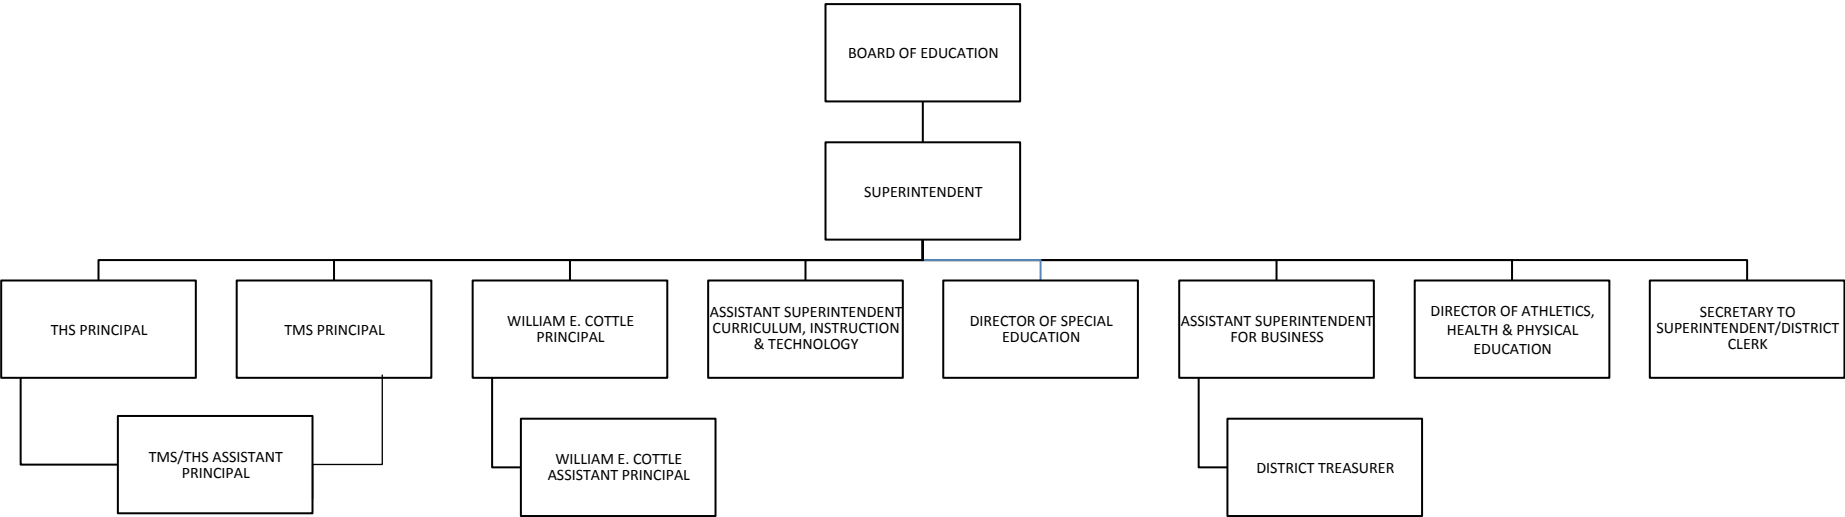 BOARD OF EDUCATION
SUPERINTENDENT
THS PRINCIPAL
TMS PRINCIPAL
WILLIAM E. COTTLE
PRINCIPAL
ASSISTANT SUPERINTENDENT
CURRICULUM, INSTRUCTION
& TECHNOLOGY
DIRECTOR OF SPECIAL
EDUCATION
ASSISTANT SUPERINTENDENT
FOR BUSINESS
DIRECTOR OF ATHLETICS,
HEALTH & PHYSICAL
EDUCATION
SECRETARY TO
SUPERINTENDENT/DISTRICT
CLERK
TMS/THS ASSISTANT
PRINCIPAL
WILLIAM E. COTTLE
ASSISTANT PRINCIPAL
DISTRICT TREASURER